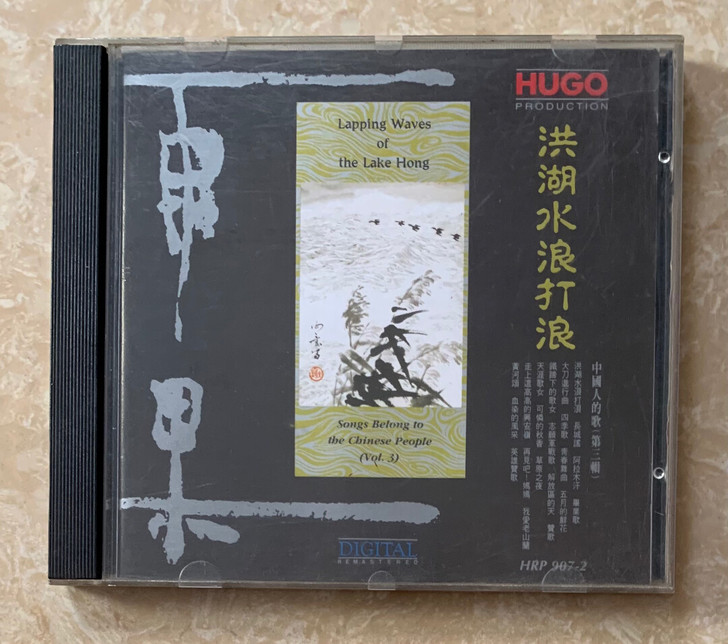 雨果
Lapping Waves
of
the Lake Hong
Songs Belong to
the Chinese People
(Vol. 3)
DIGITAL
REMASTERED
HUGO
PRODUCTION
洪湖水浪打浪
中國人的歌(第三輯)
洪湖水浪打浪 長城謠 阿拉木汗 畢業歌
大刀進行曲 四季歌 青春舞曲 五月的鮮花
鐵蹄下的歌女 志願軍戰歌 解放區的天 贊歌
天涯歌女 可憐的秋香 草原之夜
走上這高高的興安嶺 再見吧!媽媽 我愛老山蘭
黃河頌 血染的風采 英雄贊歌
HRP 907-2